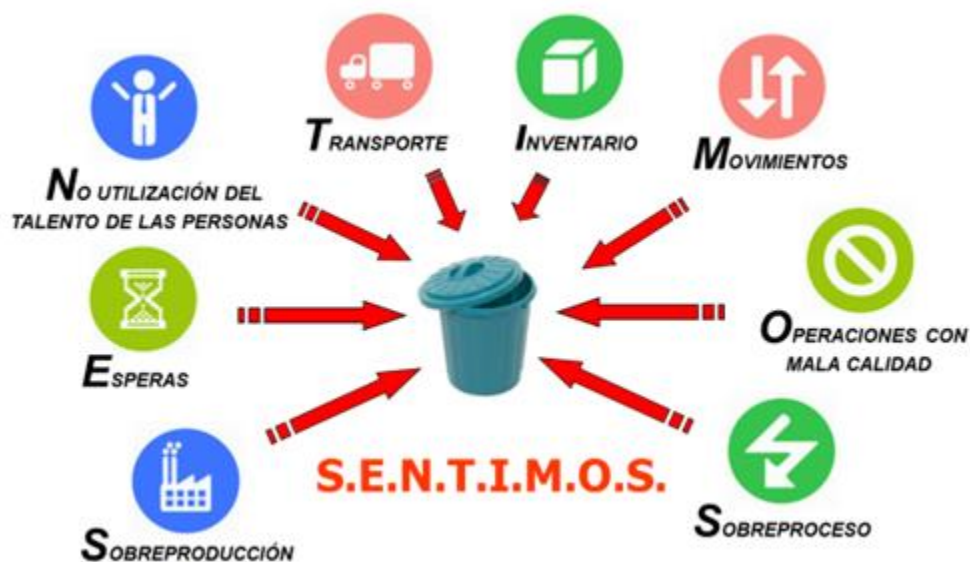 TRANSPORTE
INVENTARIO
MOVIMIENTOS
NO UTILIZACIÓN DEL
TALENTO DE LAS PERSONAS
ESPERAS
OPERACIONES CON
MALA CALIDAD
S.E.N.T.I.M.O.S.
SOBREPRODUCCIÓN
SOBREPROCESO